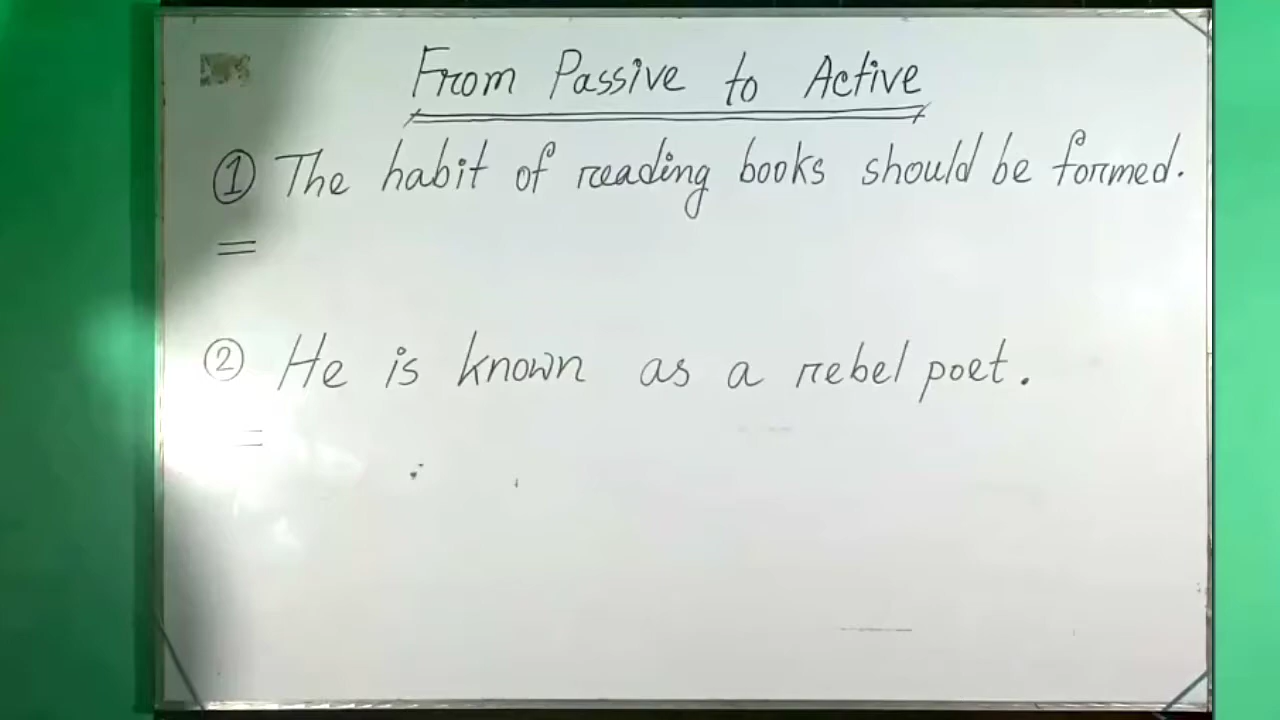 From Passive to Active
① The habit of reading books should be formed.
=
② He is known as a rebel poet.
=